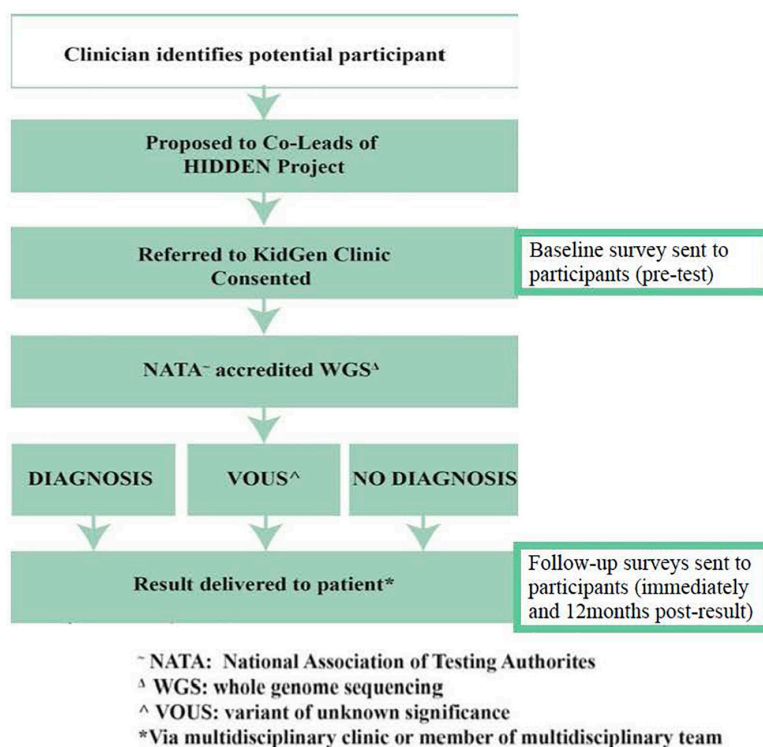 Clinician identifies potential participant
Proposed to Co-Leads of
HIDDEN Project
Referred to KidGen Clinic
Consented
Baseline survey sent to
participants (pre-test)
NATA~ accredited WGSΔ
DIAGNOSIS
VOUS^
NO DIAGNOSIS
Result delivered to patient*
Follow-up surveys sent to
participants (immediately
and 12months post-result)
~ NATA: National Association of Testing Authorites
Δ WGS: whole genome sequencing
^ VOUS: variant of unknown significance
*Via multidisciplinary clinic or member of multidisciplinary team